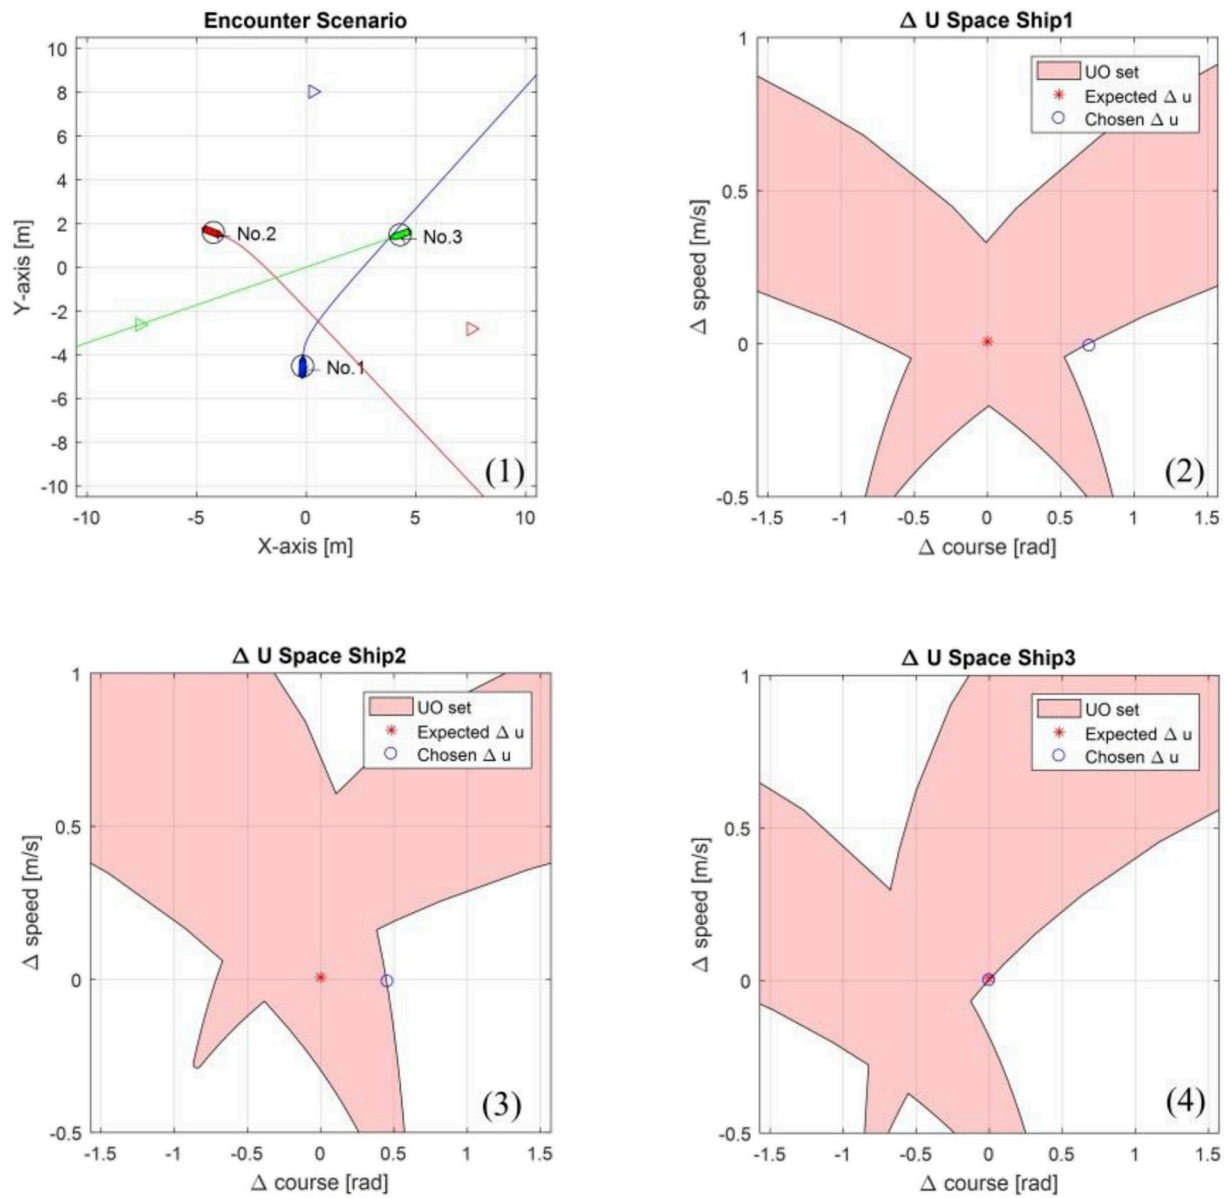 Encounter Scenario
10
8
6
4
2
0
-2
-4
-6
-8
-10
Y-axis [m]
No.2
No.3
No.1
(1)
-10
-5
0
5
10
X-axis [m]
Δ U Space Ship1
1
0.5
0
-0.5
Δ speed [m/s]
UO set
Expected Δ u
Chosen Δ u
(2)
-1.5
-1
-0.5
0
0.5
1
1.5
Δ course [rad]
Δ U Space Ship2
1
0.5
0
-0.5
Δ speed [m/s]
UO set
Expected Δ u
Chosen Δ u
(3)
-1.5
-1
-0.5
0
0.5
1
1.5
Δ course [rad]
Δ U Space Ship3
1
0.5
0
-0.5
Δ speed [m/s]
UO set
Expected Δ u
Chosen Δ u
(4)
-1.5
-1
-0.5
0
0.5
1
1.5
Δ course [rad]